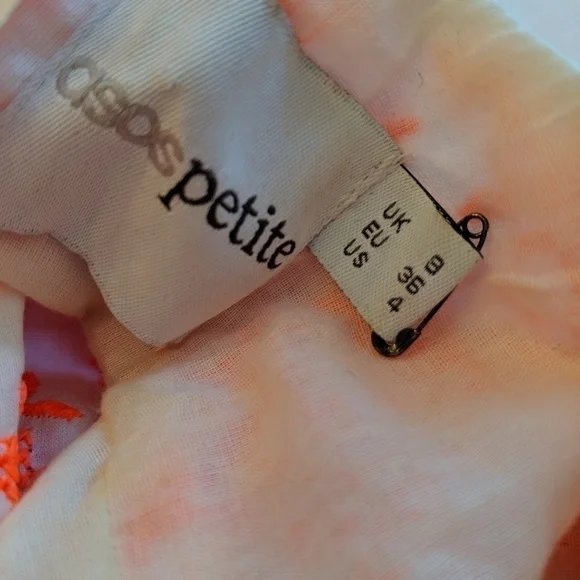 asos
petite
UK 8
EU 36
US 4